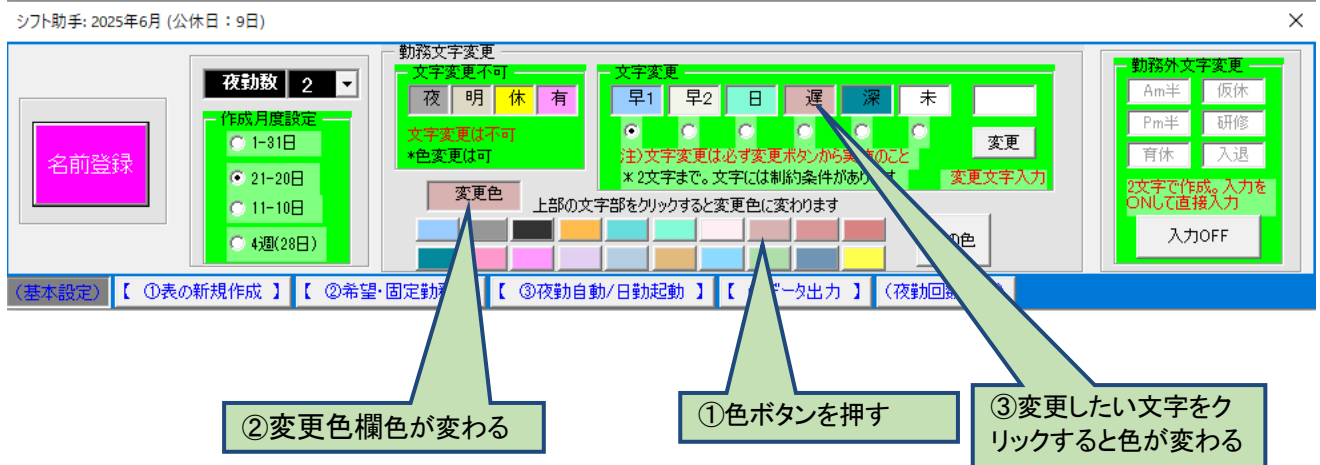 シフト助手: 2025年6月 (公休日：9日)
名前登録
夜勤数 2
作成月度設定
1-31日
21-20日
11-10日
4週(28日)
勤務文字変更
文字変更不可
夜 明 休 有
文字変更は不可
*色変更は可
文字変更
早1 早2 日 遅 深 未
変更
注)文字変更は必ず変更ボタンから
のこと
＊2文字まで。文字には制約条件があり
す
変更文字入力
変更色
上部の文字部をクリックすると変更色に変わります
の色
勤務外文字変更
Am半 仮休
Pm半 研修
育休 入退
2文字で作成。入力を
ONして直接入力
入力OFF
(基本設定) 【 ①表の新規作成 】 【 ②希望・固定勤 【 ③夜勤自動/日勤起動 】 【 ータ出力 】 (夜勤回
②変更色欄色が変わる
①色ボタンを押す
③変更したい文字をク
リックすると色が変わる